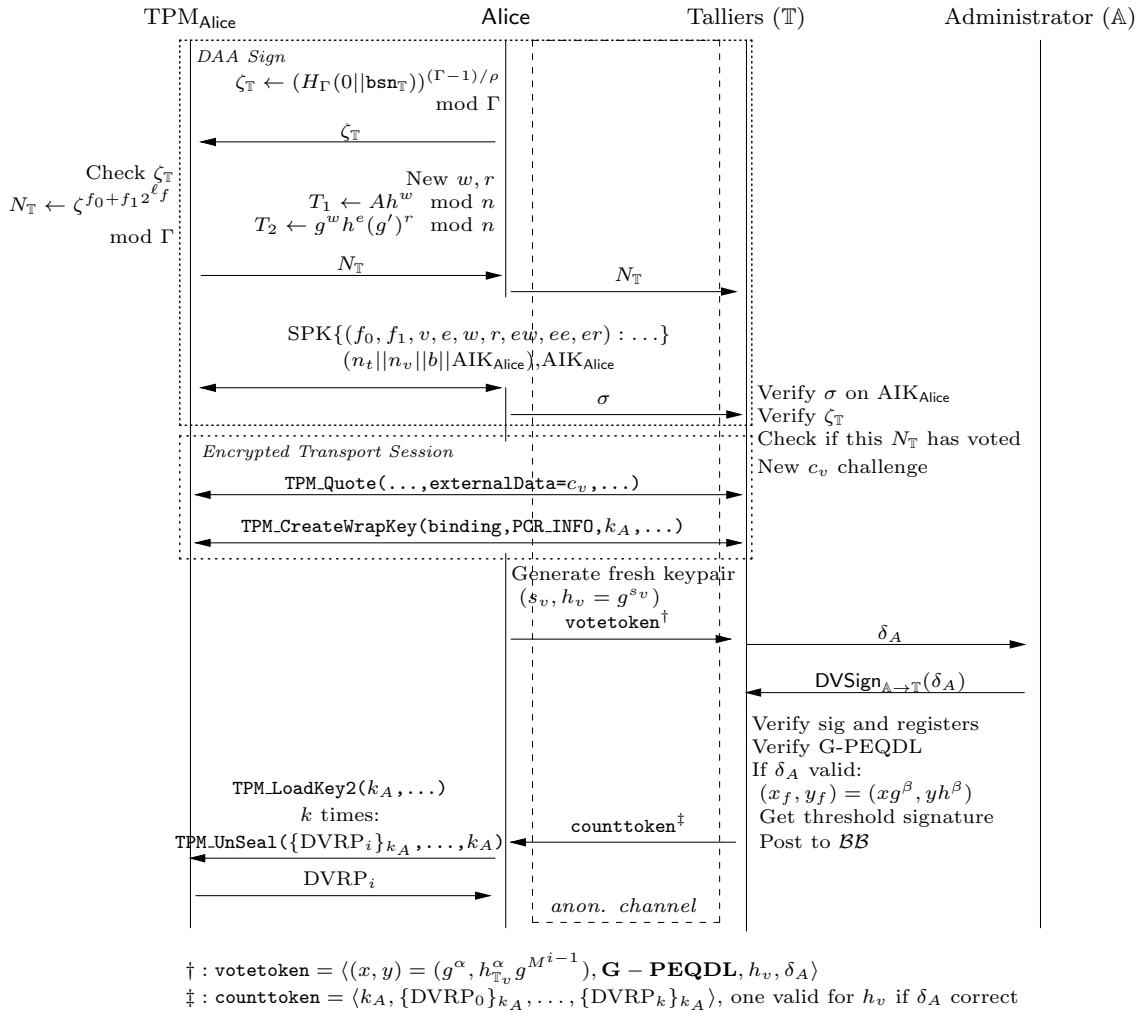 TPM_Alice Alice Talliers (𝕋) Administrator (𝔸)
DAA Sign
ζ_𝕋 ← (H_Γ(0||bsn_𝕋))^{(Γ−1)/ρ}
mod Γ
ζ_𝕋
Check ζ_𝕋
N_𝕋 ← ζ^{f_0+f_1 2^{ℓ_f}}
mod Γ
New w, r
T_1 ← Ah^w mod n
T_2 ← g^w h^e (g′)^r mod n
N_𝕋
N_𝕋
SPK{(f_0, f_1, v, e, w, r, ew, ee, er) : . . .}
(n_t||n_v||b||AIK_Alice),AIK_Alice
σ
Verify σ on AIK_Alice
Verify ζ_𝕋
Check if this N_𝕋 has voted
New c_v challenge
Encrypted Transport Session
TPM_Quote(...,externalData=c_v,...)
TPM_CreateWrapKey(binding,PCR_INFO,k_A,...)
Generate fresh keypair
(s_v, h_v = g^{s_v})
votetoken^†
δ_A
DVSign_{𝔸→𝕋}(δ_A)
Verify sig and registers
Verify G-PEQDL
If δ_A valid:
(x_f, y_f) = (xg^β, yh^β)
Get threshold signature
Post to ℬℬ
TPM_LoadKey2(k_A,...)
k times:
TPM_UnSeal({DVRP_i}_{k_A},...,k_A)
counttoken^‡
DVRP_i
anon. channel
† : votetoken = ⟨(x, y) = (g^α, h_{𝕋_v}^α g^{M^{i−1}}), G − PEQDL, h_v, δ_A⟩
‡ : counttoken = ⟨k_A, {DVRP_0}_{k_A}, . . . , {DVRP_k}_{k_A}⟩, one valid for h_v if δ_A correct